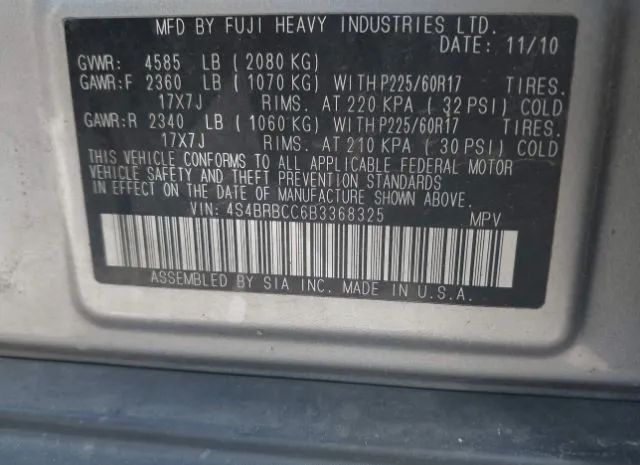 MFD BY FUJI HEAVY INDUSTRIES LTD.
DATE: 11/10
GVWR: 4585 LB (2080 KG)
GAWR:F 2360 LB (1070 KG) WITH P225/60R17 TIRES.
17X7J RIMS. AT 220 KPA (32 PSI) COLD
GAWR:R 2340 LB (1060 KG) WITH P225/60R17 TIRES.
17X7J RIMS. AT 210 KPA (30 PSI) COLD
THIS VEHICLE CONFORMS TO ALL APPLICABLE FEDERAL MOTOR
VEHICLE SAFETY AND THEFT PREVENTION STANDARDS
IN EFFECT ON THE DATE OF MANUFACTURE SHOWN ABOVE.
VIN: 4S4BRBCC6B3368325 MPV
ASSEMBLED BY SIA INC. MADE IN U.S.A.